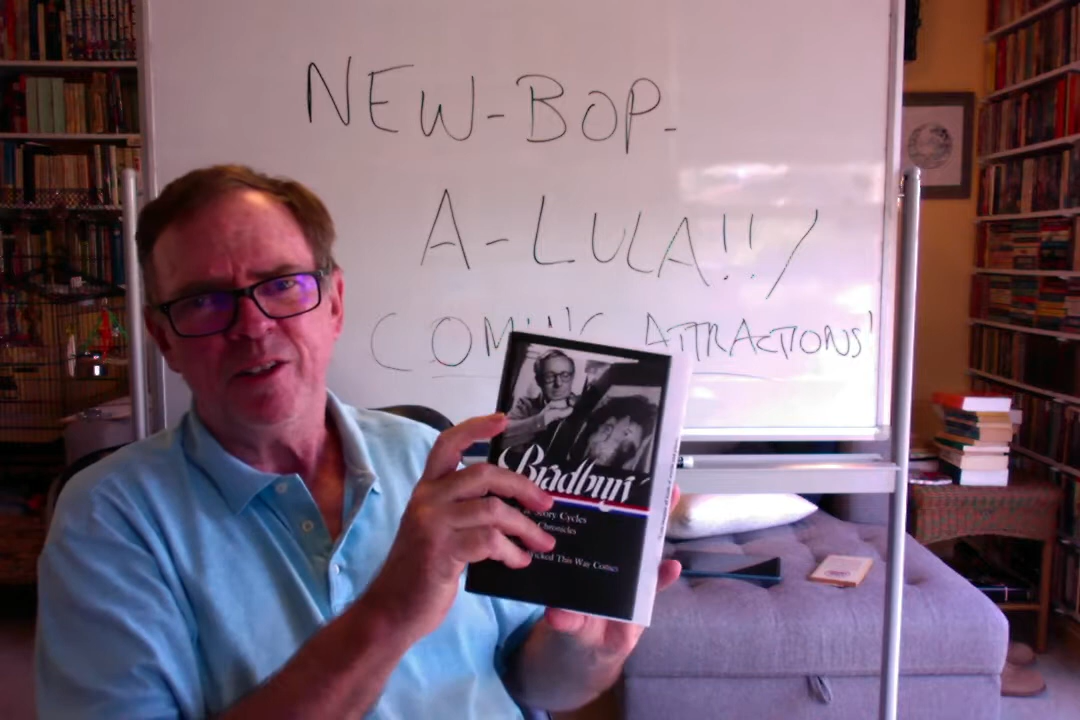 NEW-BOP-
A-LULA!!/
COMING ATTRACTIONS!
Bradbury
Story Cycles
Chronicles
Wicked This Way Comes